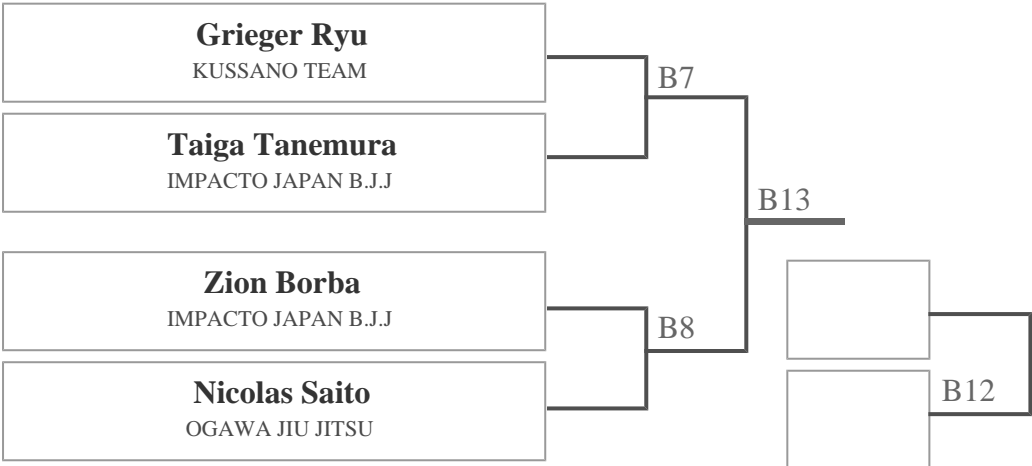 Grieger Ryu
KUSSANO TEAM
B7
Taiga Tanemura
IMPACTO JAPAN B.J.J
B13
Zion Borba
IMPACTO JAPAN B.J.J
B8
Nicolas Saito
OGAWA JIU JITSU
B12